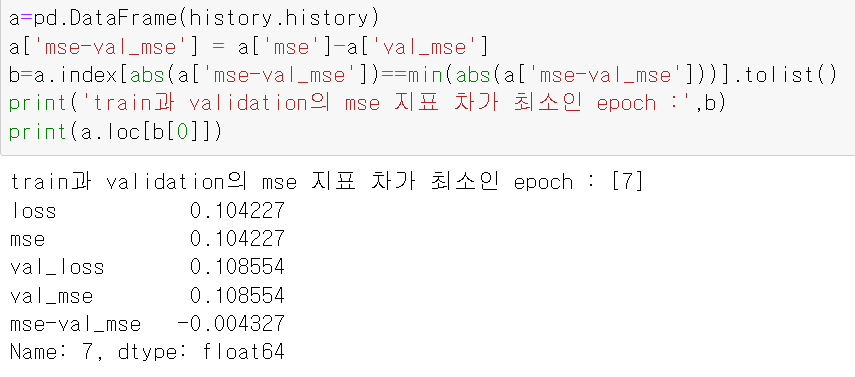 a=pd.DataFrame(history.history)
a['mse-val_mse'] = a['mse']-a['val_mse']
b=a.index[abs(a['mse-val_mse'])==min(abs(a['mse-val_mse']))].tolist()
print('train과 validation의 mse 지표 차가 최소인 epoch :',b)
print(a.loc[b[0]])
train과 validation의 mse 지표 차가 최소인 epoch : [7]
loss 0.104227
mse 0.104227
val_loss 0.108554
val_mse 0.108554
mse-val_mse -0.004327
Name: 7, dtype: float64